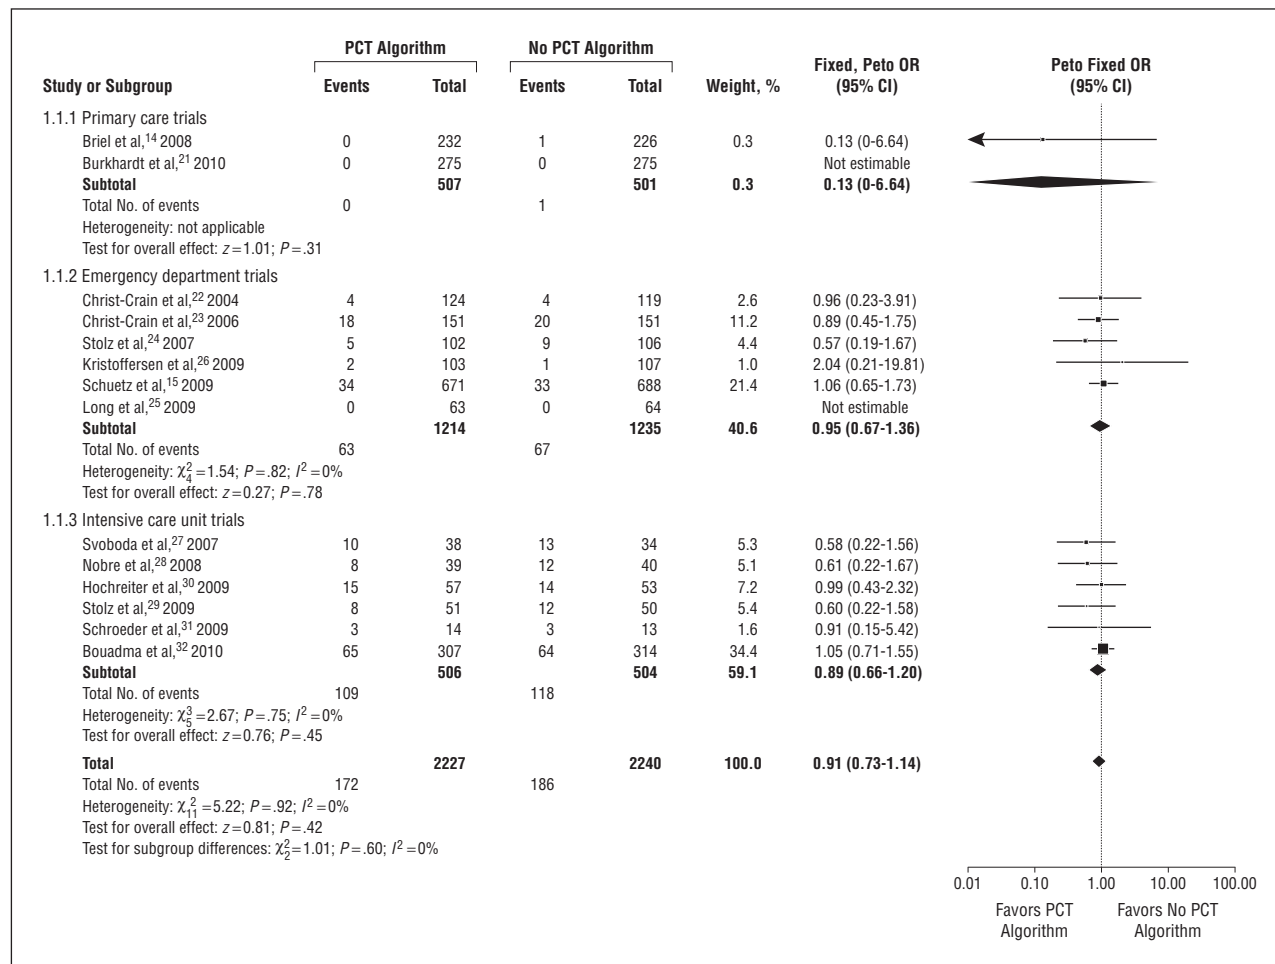 PCT Algorithm No PCT Algorithm
Study or Subgroup Events Total Events Total Weight, % Fixed, Peto OR (95% CI) Peto Fixed OR (95% CI)
1.1.1 Primary care trials
Briel et al,14 2008 0 232 1 226 0.3 0.13 (0-6.64)
Burkhardt et al,21 2010 0 275 0 275 Not estimable
Subtotal 507 501 0.3 0.13 (0-6.64)
Total No. of events 0 1
Heterogeneity: not applicable
Test for overall effect: z=1.01; P=.31
1.1.2 Emergency department trials
Christ-Crain et al,22 2004 4 124 4 119 2.6 0.96 (0.23-3.91)
Christ-Crain et al,23 2006 18 151 20 151 11.2 0.89 (0.45-1.75)
Stolz et al,24 2007 5 102 9 106 4.4 0.57 (0.19-1.67)
Kristoffersen et al,26 2009 2 103 1 107 1.0 2.04 (0.21-19.81)
Schuetz et al,15 2009 34 671 33 688 21.4 1.06 (0.65-1.73)
Long et al,25 2009 0 63 0 64 Not estimable
Subtotal 1214 1235 40.6 0.95 (0.67-1.36)
Total No. of events 63 67
Heterogeneity: χ²₄=1.54; P=.82; I²=0%
Test for overall effect: z=0.27; P=.78
1.1.3 Intensive care unit trials
Svoboda et al,27 2007 10 38 13 34 5.3 0.58 (0.22-1.56)
Nobre et al,28 2008 8 39 12 40 5.1 0.61 (0.22-1.67)
Hochreiter et al,30 2009 15 57 14 53 7.2 0.99 (0.43-2.32)
Stolz et al,29 2009 8 51 12 50 5.4 0.60 (0.22-1.58)
Schroeder et al,31 2009 3 14 3 13 1.6 0.91 (0.15-5.42)
Bouadma et al,32 2010 65 307 64 314 34.4 1.05 (0.71-1.55)
Subtotal 506 504 59.1 0.89 (0.66-1.20)
Total No. of events 109 118
Heterogeneity: χ³₅=2.67; P=.75; I²=0%
Test for overall effect: z=0.76; P=.45
Total 2227 2240 100.0 0.91 (0.73-1.14)
Total No. of events 172 186
Heterogeneity: χ²₁₁=5.22; P=.92; I²=0%
Test for overall effect: z=0.81; P=.42
Test for subgroup differences: χ²₂=1.01; P=.60; I²=0%
0.01 0.10 1.00 10.00 100.00
Favors PCT Algorithm Favors No PCT Algorithm